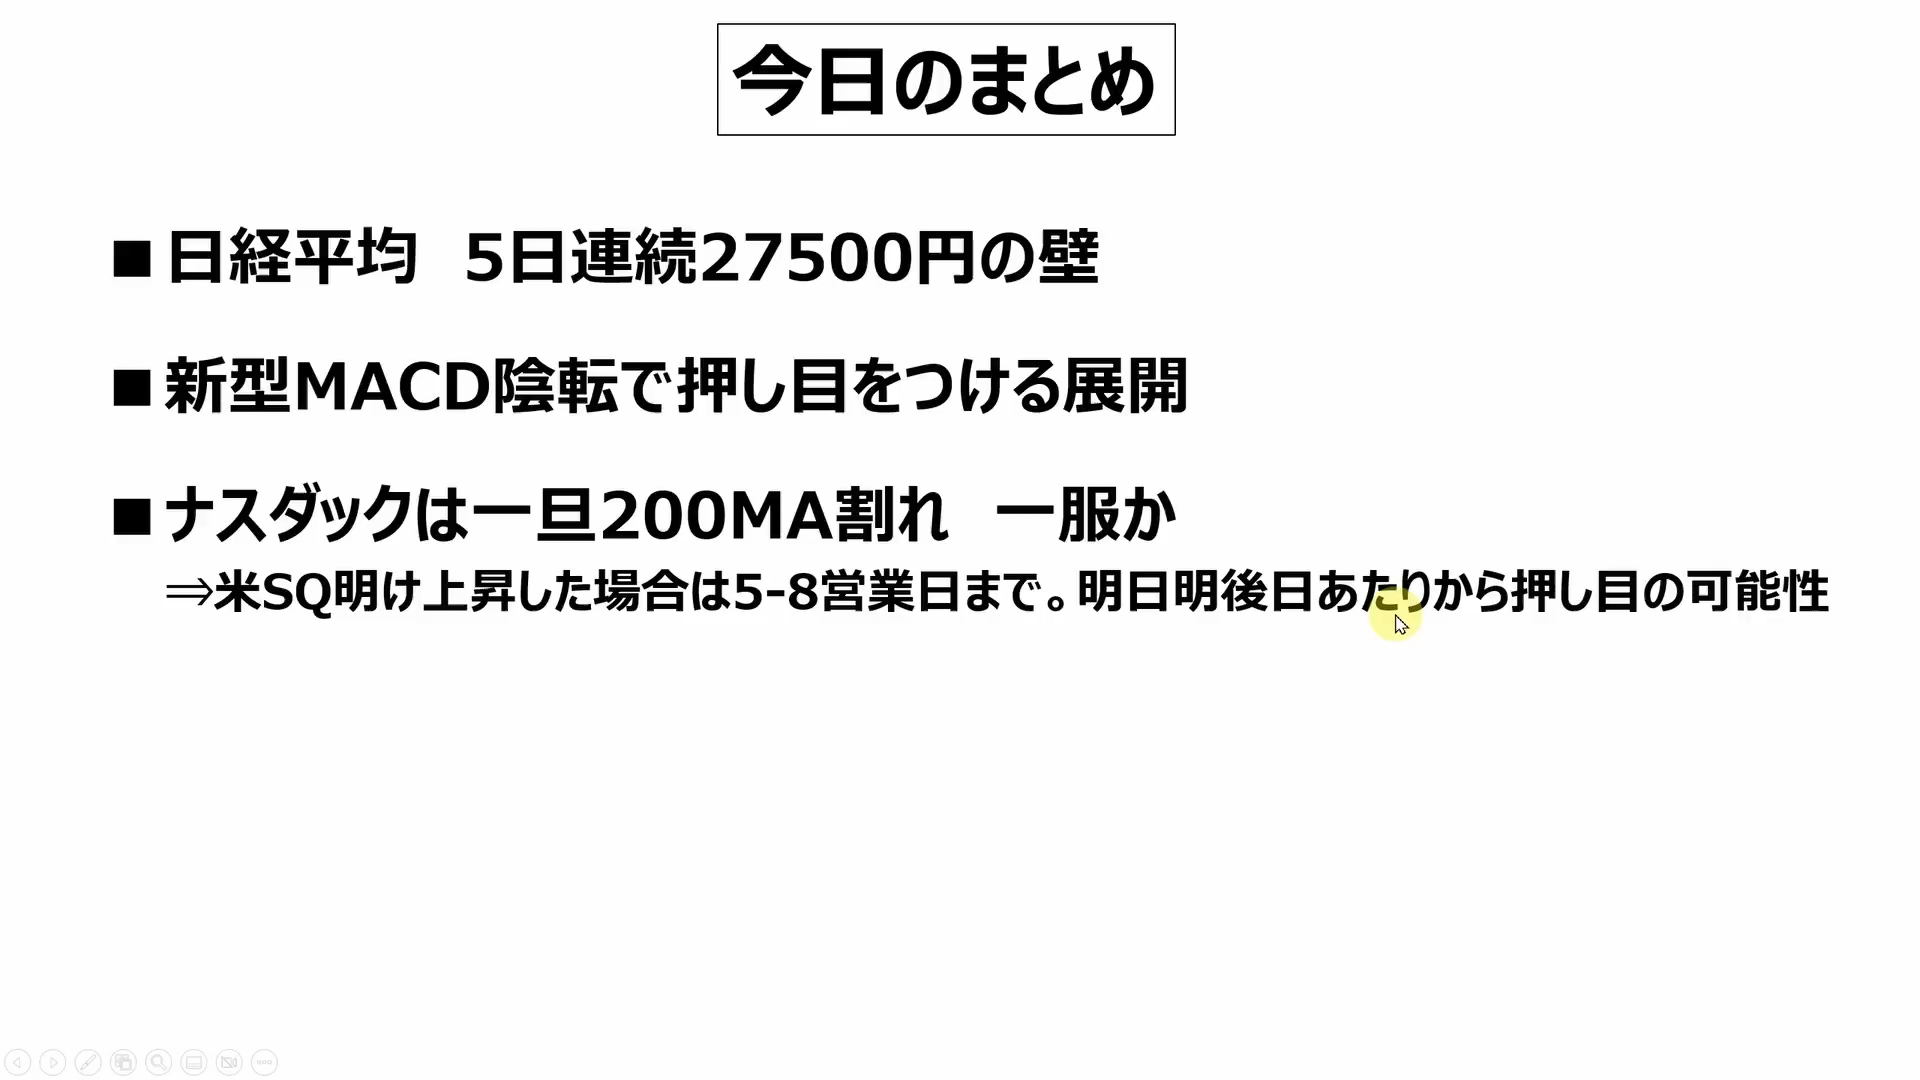 今日のまとめ
■日経平均　5日連続27500円の壁
■新型MACD陰転で押し目をつける展開
■ナスダックは一旦200MA割れ　一服か
⇒米SQ明け上昇した場合は5-8営業日まで。明日明後日あたりから押し目の可能性